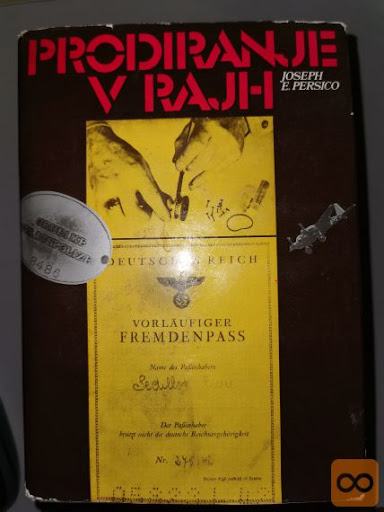 PRODIRANJE
V RAJH
JOSEPH
E. PERSICO
8486
DEUTSCHES REICH
VORLÄUFIGER
FREMDENPASS
Name des Paßinhabers
Der Paßinhaber
besitzt nicht die deutsche Reichsangehörigkeit
Nr.